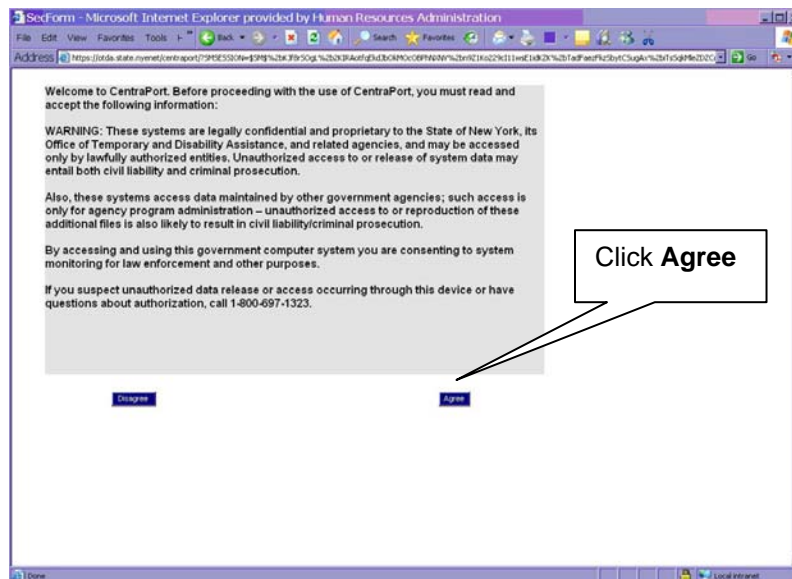 SecForm - Microsoft Internet Explorer provided by Human Resources Administration
File Edit View Favorites Tools
Back
Search
Favorites
Address
Go
Welcome to CentraPort. Before proceeding with the use of CentraPort, you must read and
accept the following information:
WARNING: These systems are legally confidential and proprietary to the State of New York, its
Office of Temporary and Disability Assistance, and related agencies, and may be accessed
only by lawfully authorized entities. Unauthorized access to or release of system data may
entail both civil liability and criminal prosecution.
Also, these systems access data maintained by other government agencies; such access is
only for agency program administration – unauthorized access to or reproduction of these
additional files is also likely to result in civil liability/criminal prosecution.
By accessing and using this government computer system you are consenting to system
monitoring for law enforcement and other purposes.
Click Agree
If you suspect unauthorized data release or access occurring through this device or have
questions about authorization, call 1-800-697-1323.
Disagree
Agree
Done
Local intranet